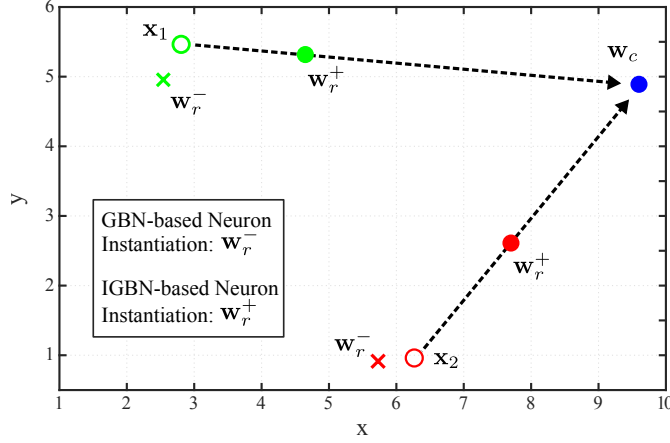 x₁
w_r^-
w_r^+
w_c
GBN-based Neuron
Instantiation: w_r^-
IGBN-based Neuron
Instantiation: w_r^+
w_r^+
w_r^-
x₂
6
5
4
3
2
1
y
1 2 3 4 5 6 7 8 9 10
x